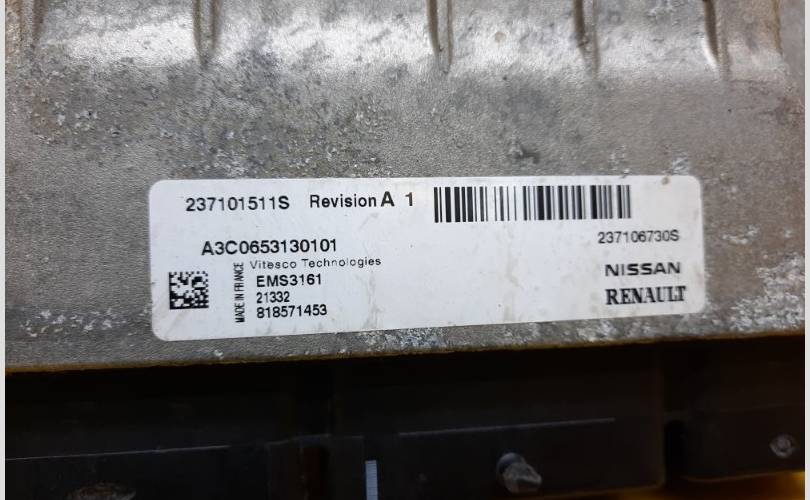 237101511S Revision A 1
A3C0653130101
237106730S
Vitesco Technologies
MADE IN FRANCE
EMS3161
NISSAN
21332
RENAULT
818571453